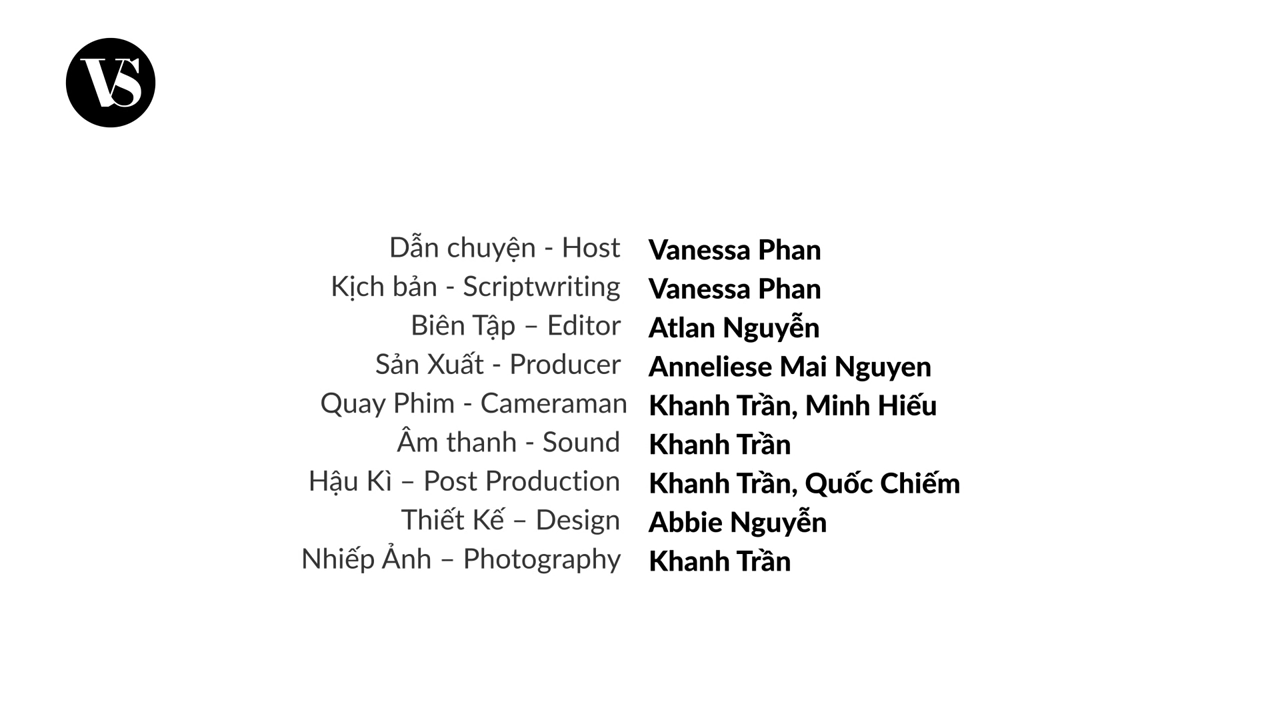 VS
Dẫn chuyện - Host Vanessa Phan
Kịch bản - Scriptwriting Vanessa Phan
Biên Tập – Editor Atlan Nguyễn
Sản Xuất - Producer Anneliese Mai Nguyen
Quay Phim - Cameraman Khanh Trần, Minh Hiếu
Âm thanh - Sound Khanh Trần
Hậu Kì – Post Production Khanh Trần, Quốc Chiếm
Thiết Kế – Design Abbie Nguyễn
Nhiếp Ảnh – Photography Khanh Trần